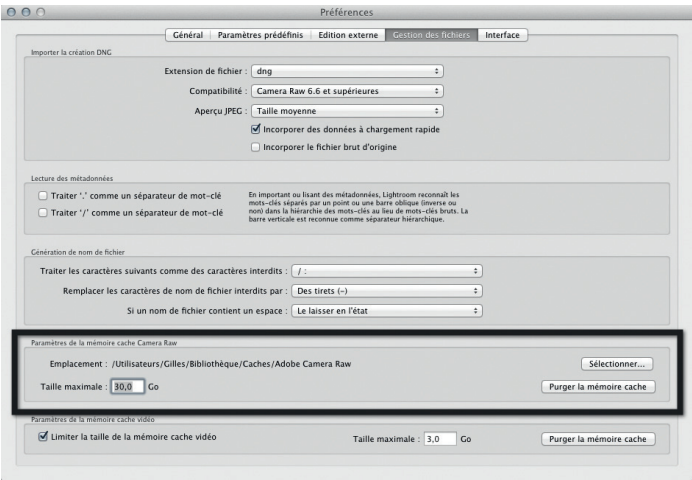 Préférences
Général Paramètres prédéfinis Edition externe Gestion des fichiers Interface
Importer la création DNG
Extension de fichier : dng
Compatibilité : Camera Raw 6.6 et supérieures
Aperçu JPEG : Taille moyenne
Incorporer des données à chargement rapide
Incorporer le fichier brut d'origine
Lecture des métadonnées
Traiter '.' comme un séparateur de mot-clé
Traiter '/' comme un séparateur de mot-clé
En important ou lisant des métadonnées, Lightroom reconnaît les
mots-clés séparés par un point ou une barre oblique (inverse ou
non) dans la hiérarchie des mots-clés au lieu de mots-clés bruts. La
barre verticale est reconnue comme séparateur hiérarchique.
Génération de nom de fichier
Traiter les caractères suivants comme des caractères interdits : / :
Remplacer les caractères de nom de fichier interdits par : Des tirets (-)
Si un nom de fichier contient un espace : Le laisser en l'état
Paramètres de la mémoire cache Camera Raw
Emplacement : /Utilisateurs/Gilles/Bibliothèque/Caches/Adobe Camera Raw Sélectionner...
Taille maximale : 30,0 Go Purger la mémoire cache
Paramètres de la mémoire cache vidéo
Limiter la taille de la mémoire cache vidéo Taille maximale : 3,0 Go Purger la mémoire cache